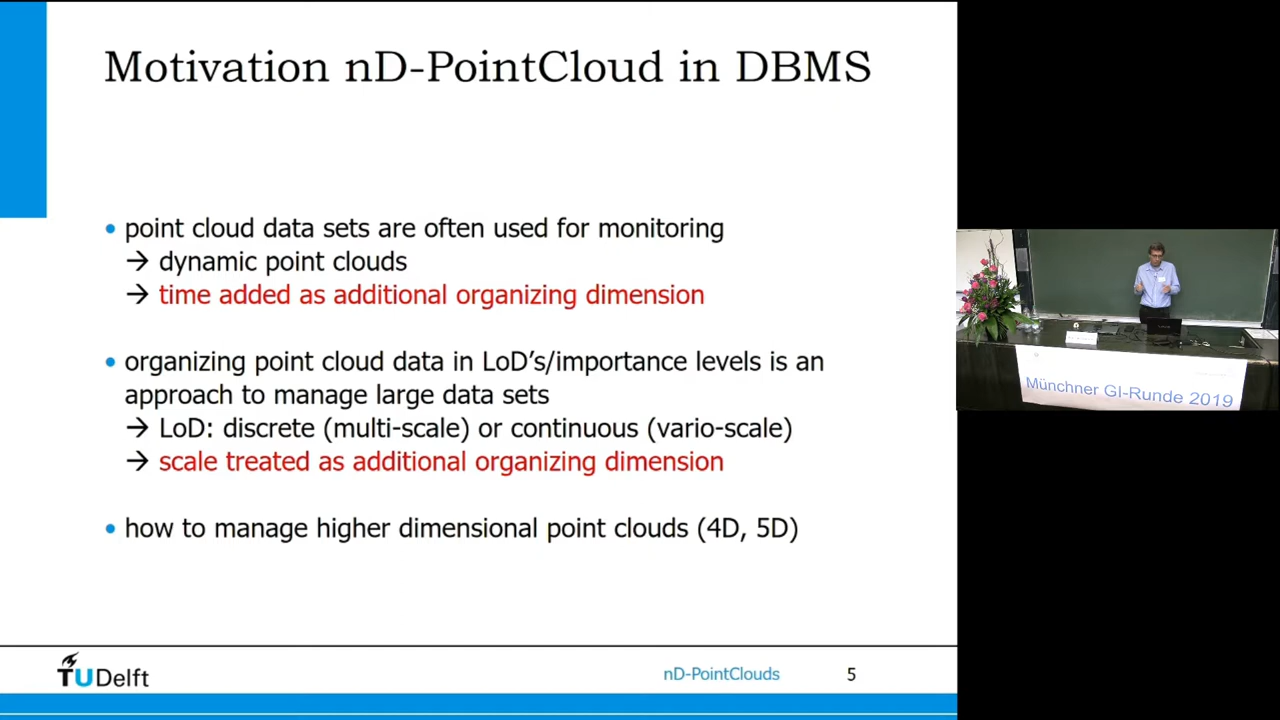 Motivation nD-PointCloud in DBMS
• point cloud data sets are often used for monitoring
→ dynamic point clouds
→ time added as additional organizing dimension
• organizing point cloud data in LoD's/importance levels is an
approach to manage large data sets
→ LoD: discrete (multi-scale) or continuous (vario-scale)
→ scale treated as additional organizing dimension
• how to manage higher dimensional point clouds (4D, 5D)
TUDelft
nD-PointClouds
5
Münchner GI-Runde 2019